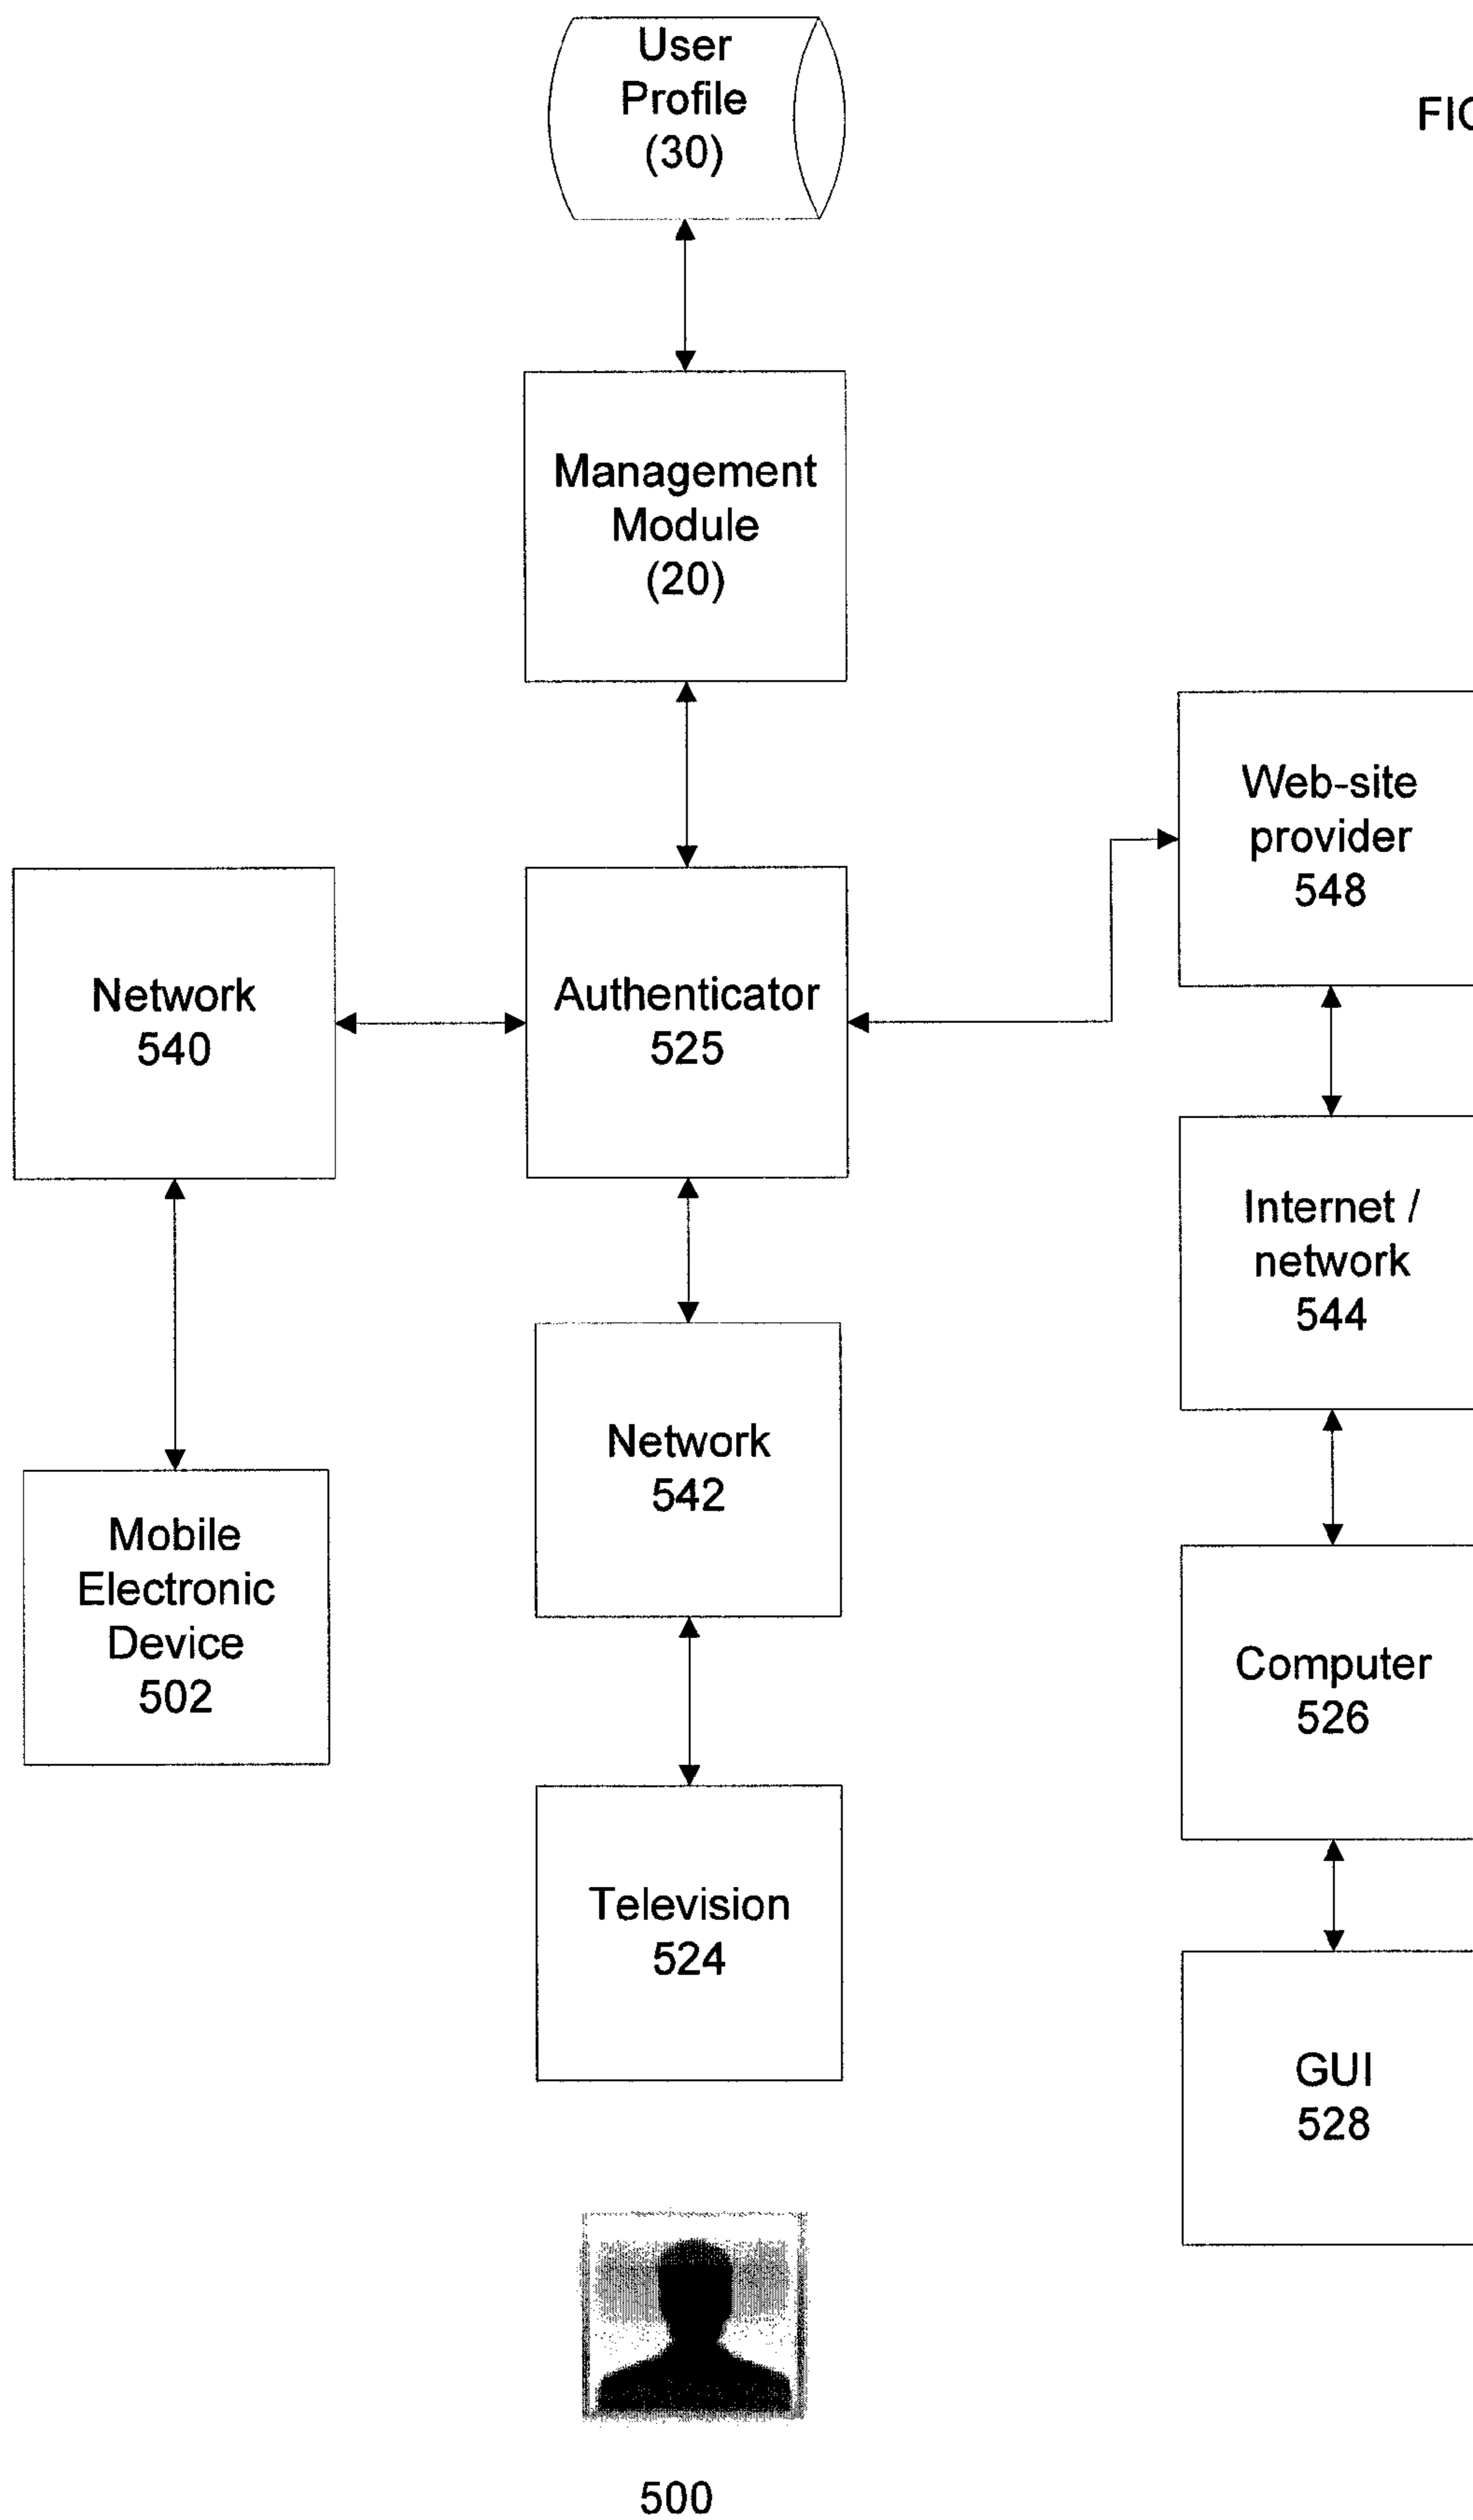 User
Profile
(30)
Management
Module
(20)
Web-site
provider
548
Network
540
Authenticator
525
Internet /
network
544
Network
542
Mobile
Electronic
Device
502
Computer
526
Television
524
GUI
528
500